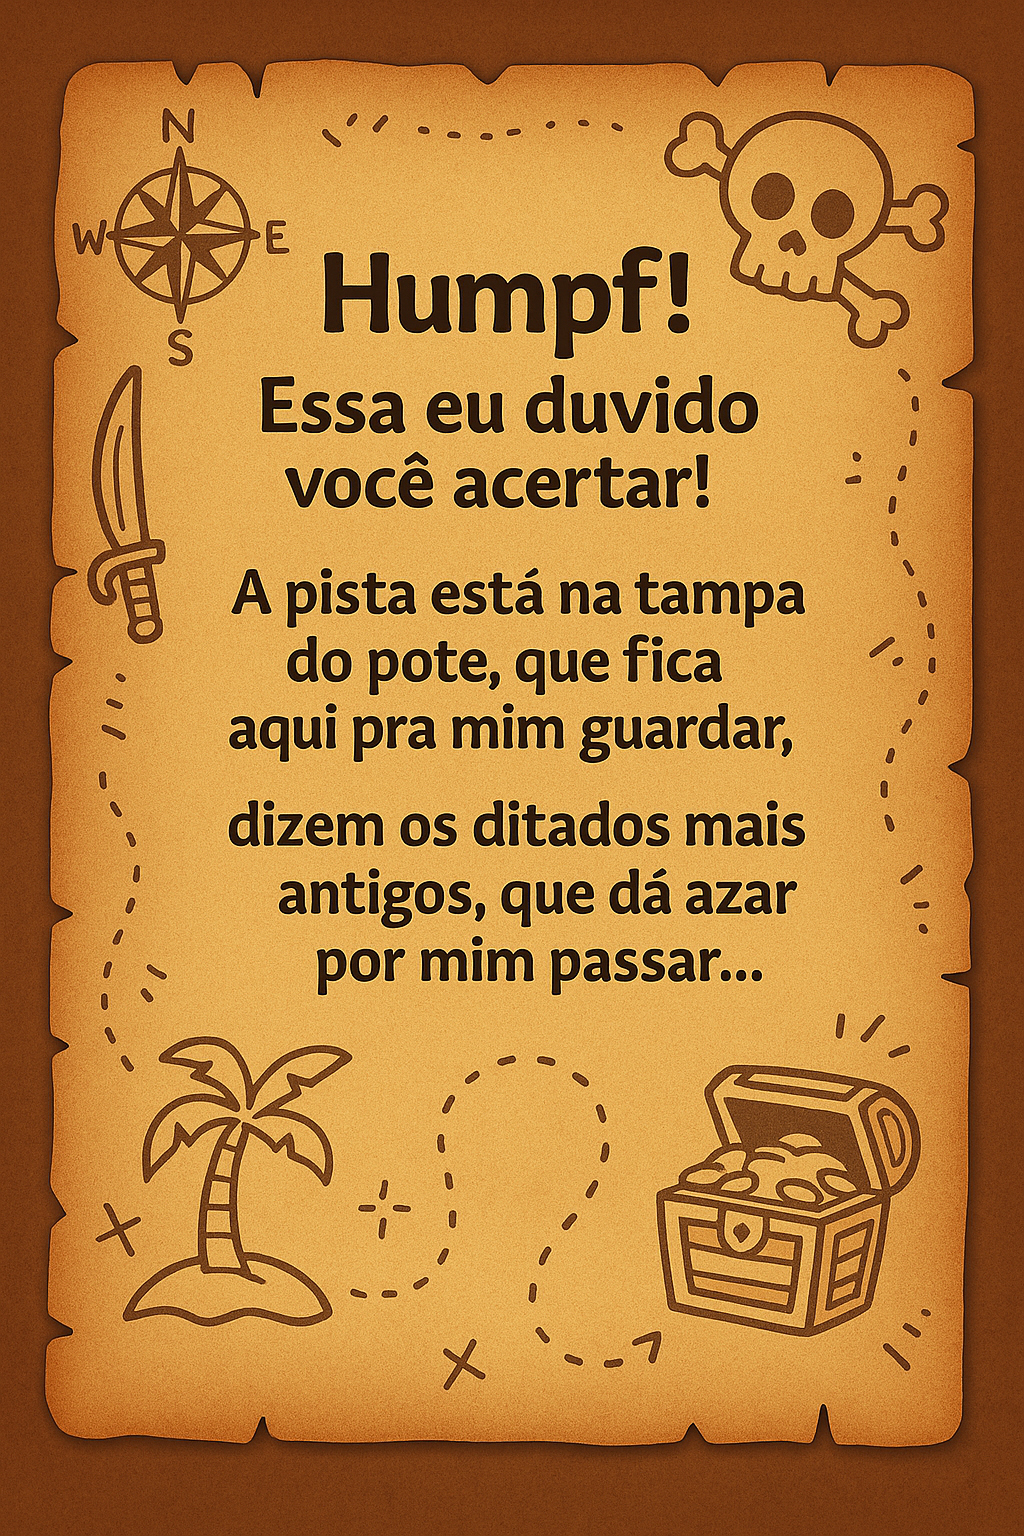 N
W E
S
Humpf!
Essa eu duvido
você acertar!
A pista está na tampa
do pote, que fica
aqui pra mim guardar,
dizem os ditados mais
antigos, que dá azar
por mim passar...